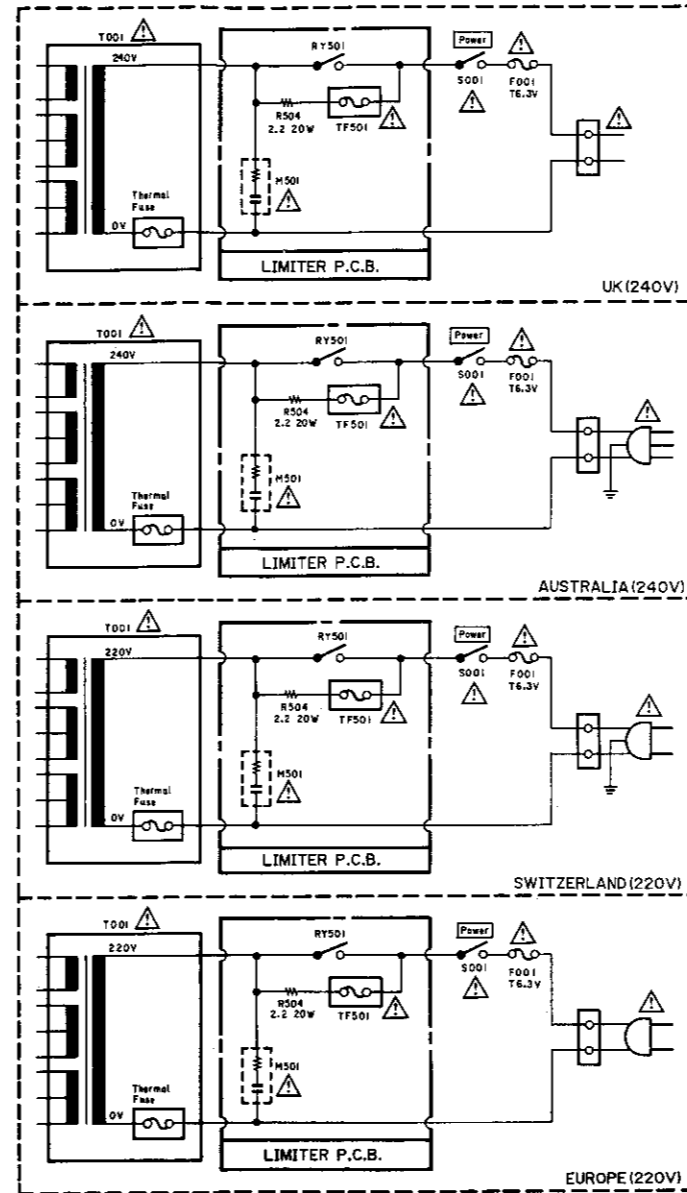 T001
240V
RY501
Power
S001
F001
T6.3V
R504
2.2 20W
TF501
M501
Thermal
Fuse
0V
LIMITER P.C.B.
UK(240V)
T001
240V
RY501
Power
S001
F001
T6.3V
R504
2.2 20W
TF501
M501
Thermal
Fuse
0V
LIMITER P.C.B.
AUSTRALIA(240V)
T001
220V
RY501
Power
S001
F001
T6.3V
R504
2.2 20W
TF501
M501
Thermal
Fuse
0V
LIMITER P.C.B.
SWITZERLAND(220V)
T001
220V
RY501
Power
S001
F001
T6.3V
R504
2.2 20W
TF501
M501
Thermal
Fuse
0V
LIMITER P.C.B.
EUROPE(220V)